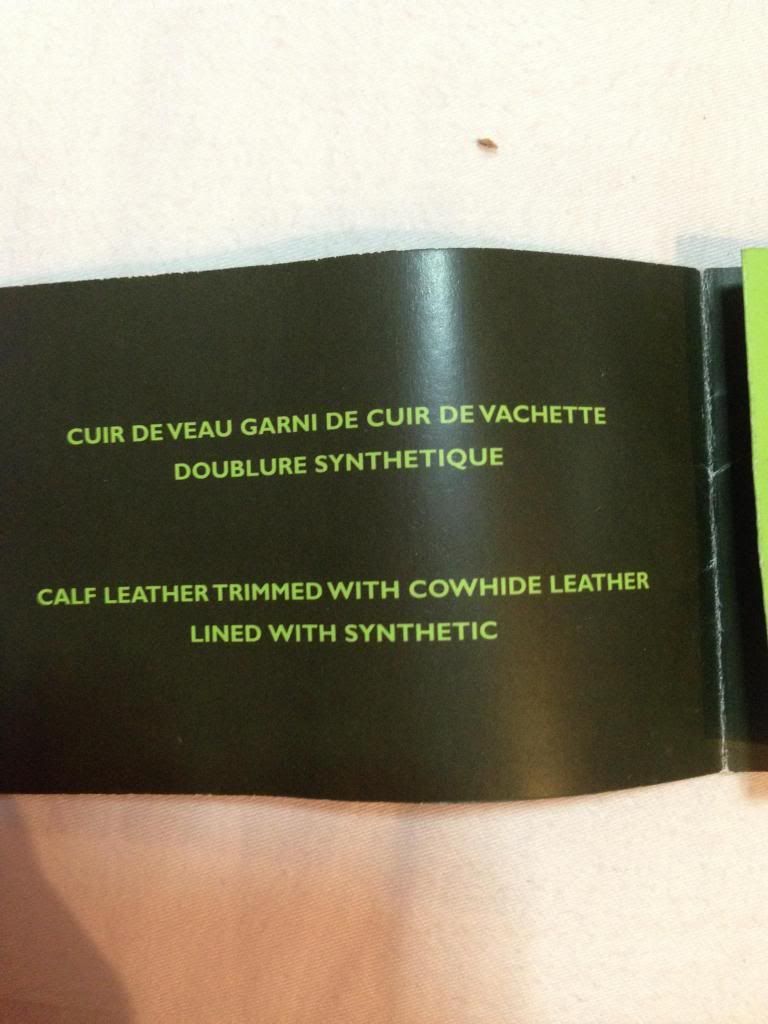 CUIR DE VEAU GARNI DE CUIR DE VACHETTE
DOUBLURE SYNTHETIQUE
CALF LEATHER TRIMMED WITH COWHIDE LEATHER
LINED WITH SYNTHETIC